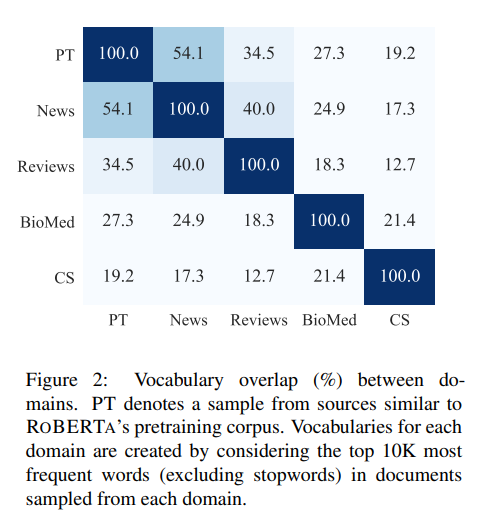 PT 100.0 54.1 34.5 27.3 19.2
News 54.1 100.0 40.0 24.9 17.3
Reviews 34.5 40.0 100.0 18.3 12.7
BioMed 27.3 24.9 18.3 100.0 21.4
CS 19.2 17.3 12.7 21.4 100.0
PT News Reviews BioMed CS
Figure 2: Vocabulary overlap (%) between do-
mains. PT denotes a sample from sources similar to
ROBERTA's pretraining corpus. Vocabularies for each
domain are created by considering the top 10K most
frequent words (excluding stopwords) in documents
sampled from each domain.